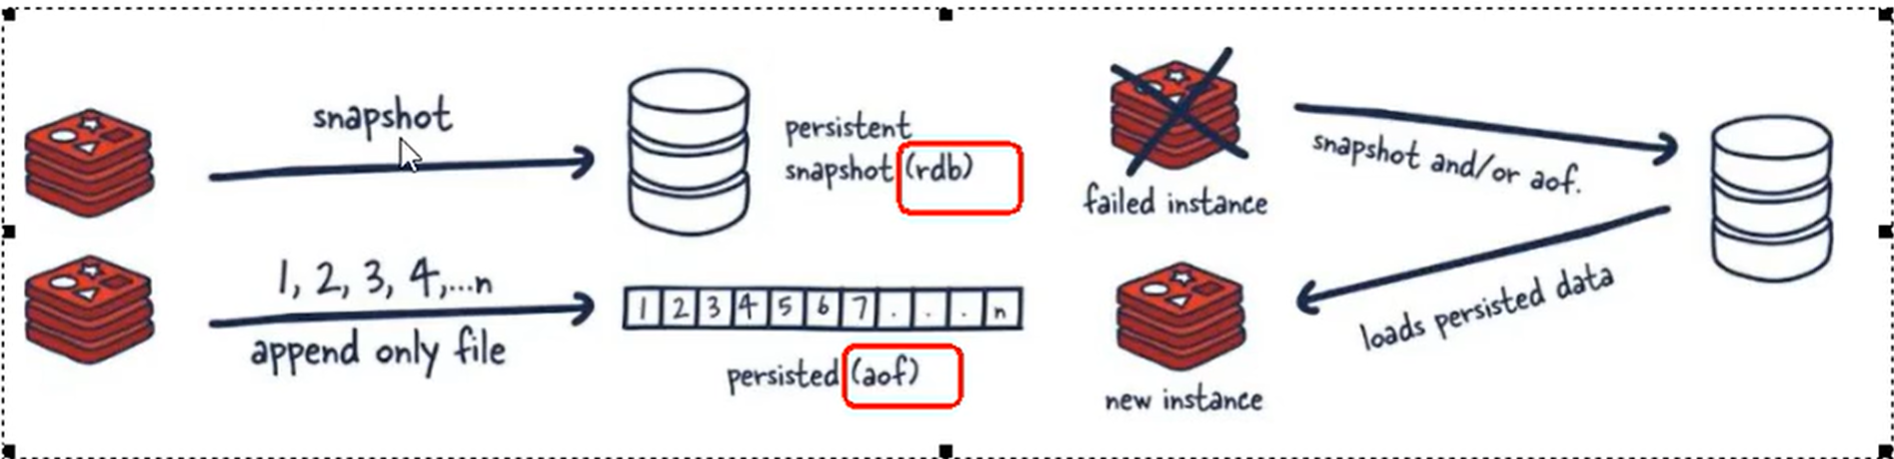 snapshot
persistent
snapshot (rdb)
1, 2, 3, 4,...n
append only file
1 2 3 4 5 6 7 . . . n
persisted (aof)
failed instance
snapshot and/or aof.
loads persisted data
new instance